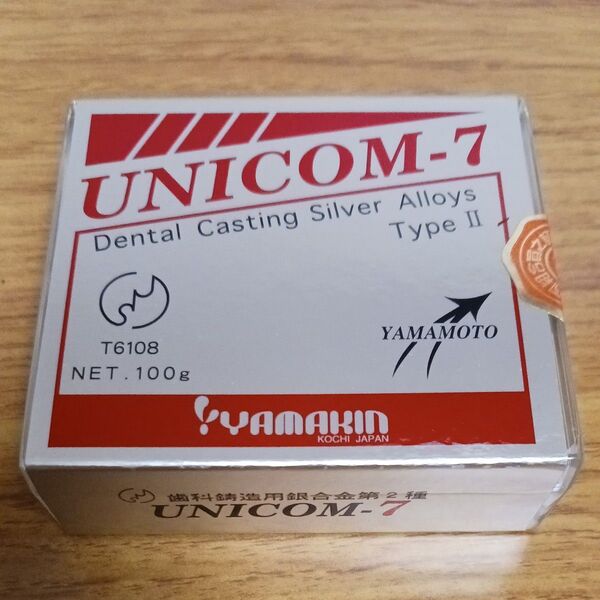 UNICOM-7
Dental Casting Silver Alloys
Type II
T6108
NET. 100g
YAMAMOTO
YAMAKIN
KOCHI JAPAN
歯科鋳造用銀合金第2種
UNICOM-7